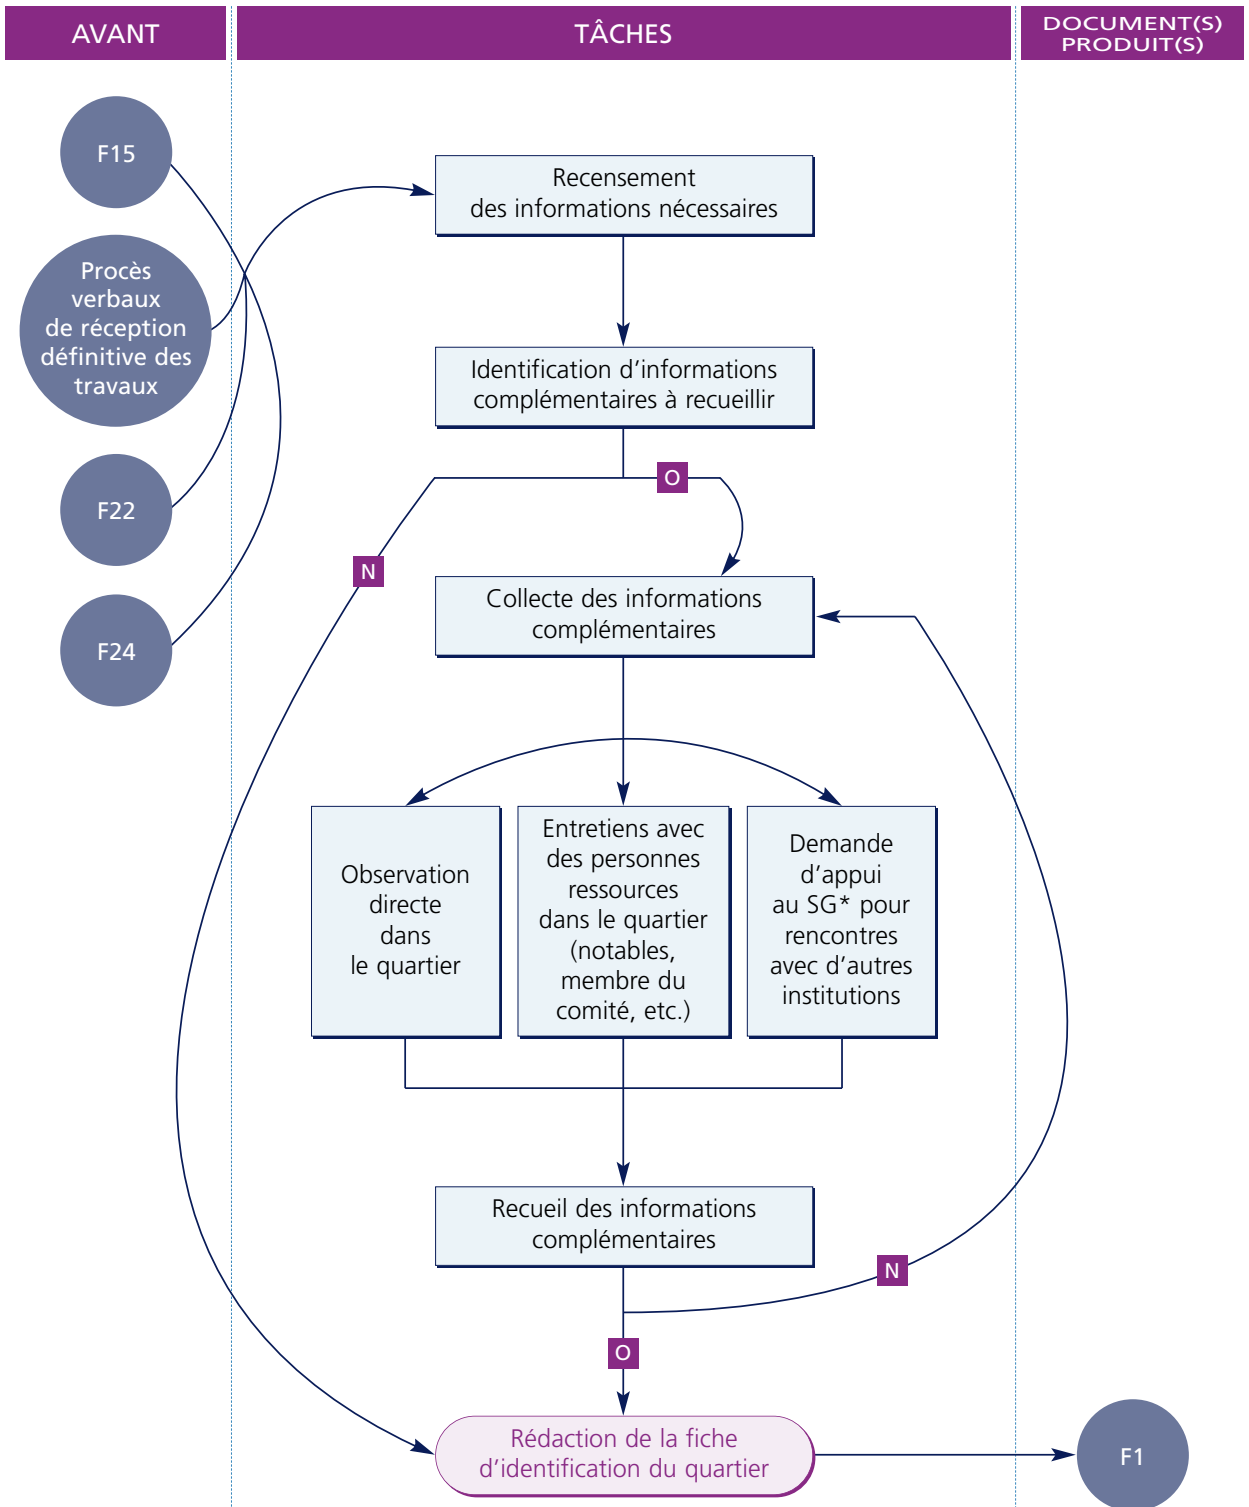 AVANT
TÂCHES
DOCUMENT(S)
PRODUIT(S)
F15
Procès
verbaux
de réception
définitive des
travaux
F22
F24
Recensement
des informations nécessaires
Identification d’informations
complémentaires à recueillir
O
N
Collecte des informations
complémentaires
Observation
directe
dans
le quartier
Entretiens avec
des personnes
ressources
dans le quartier
(notables,
membre du
comité, etc.)
Demande
d’appui
au SG* pour
rencontres
avec d’autres
institutions
Recueil des informations
complémentaires
N
O
Rédaction de la fiche
d’identification du quartier
F1